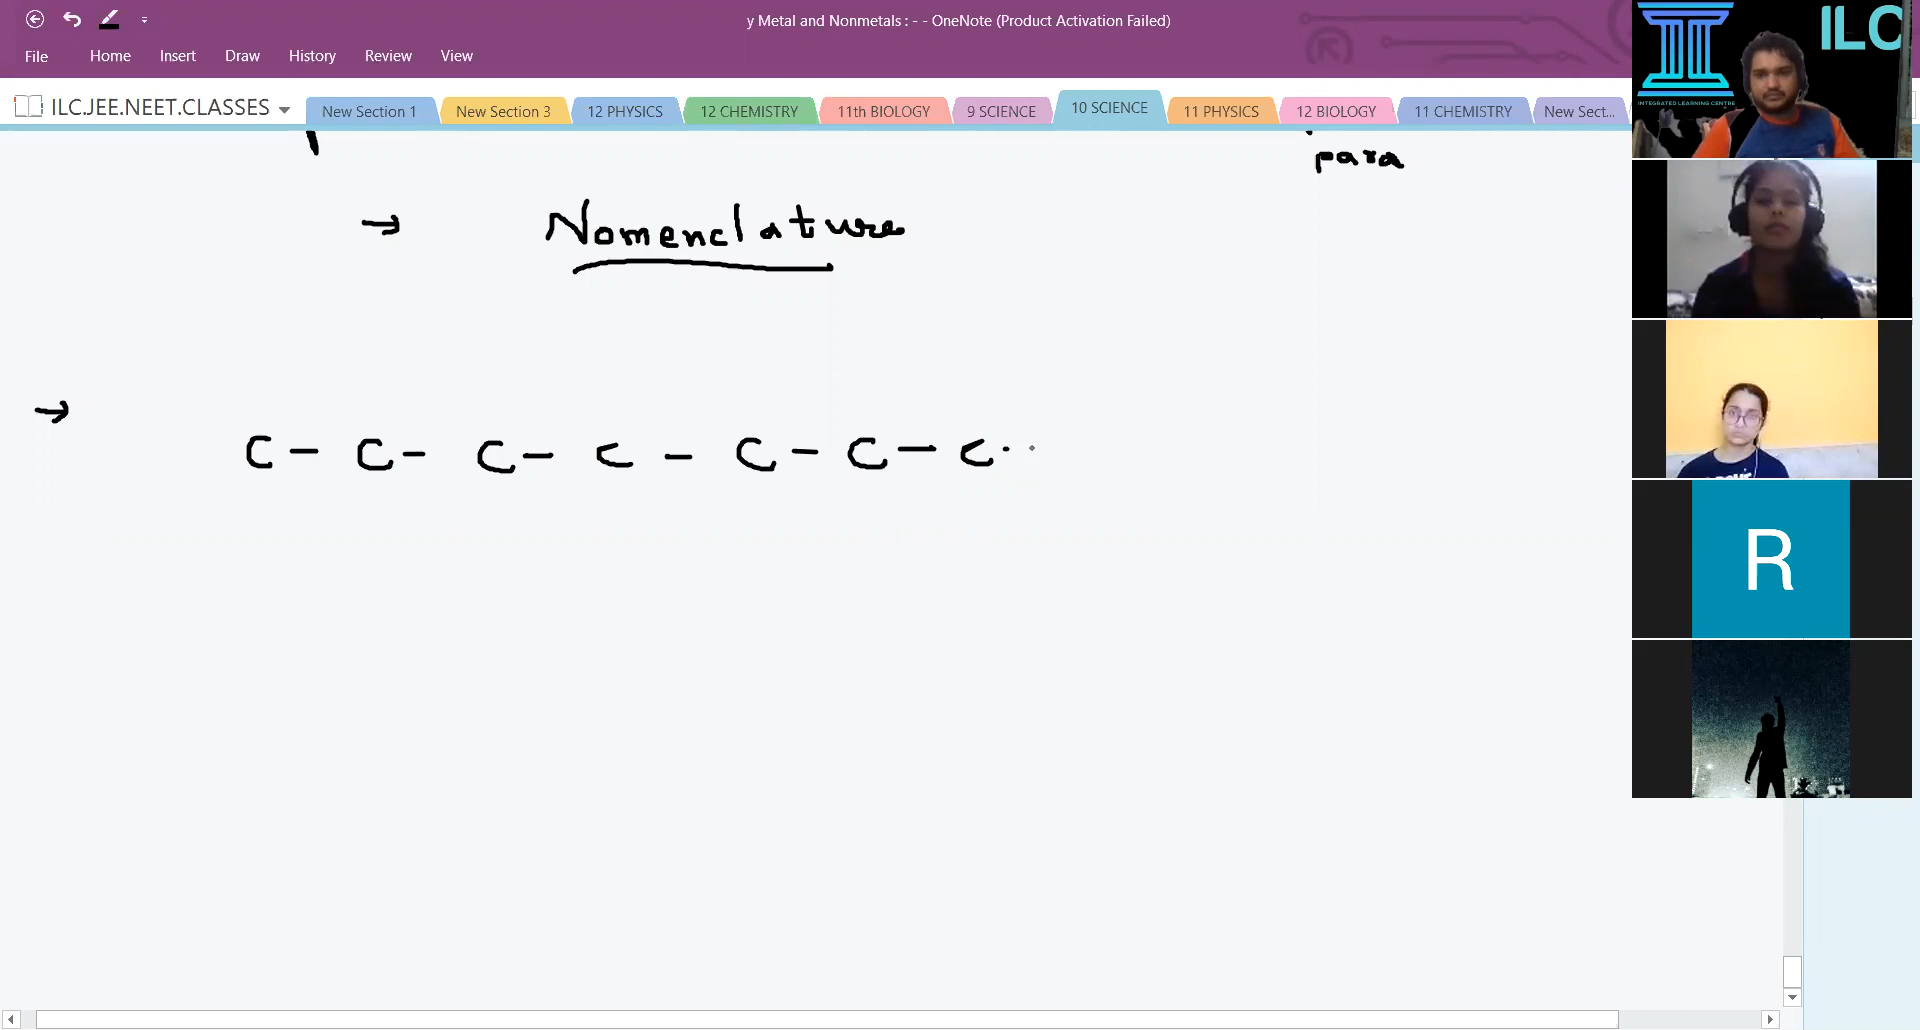 y Metal and Nonmetals : - - OneNote (Product Activation Failed)
File Home Insert Draw History Review View
ILC.JEE.NEET.CLASSES New Section 1 New Section 3 12 PHYSICS 12 CHEMISTRY 11th BIOLOGY 9 SCIENCE 10 SCIENCE 11 PHYSICS 12 BIOLOGY 11 CHEMISTRY New Sect...
ILC
INTEGRATED LEARNING CENTRE
para
→ Nomenclature
→
C - C - C - C - C - C - C -
R